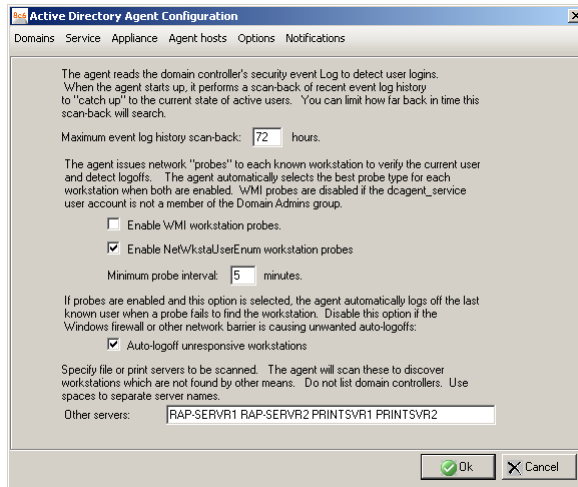 8e6 Active Directory Agent Configuration
Domains Service Appliance Agent hosts Options Notifications
The agent reads the domain controller's security event Log to detect user logins.
When the agent starts up, it performs a scan-back of recent event log history
to "catch up" to the current state of active users. You can limit how far back in time this
scan-back will search.
Maximum event log history scan-back: 72 hours.
The agent issues network "probes" to each known workstation to verify the current user
and detect logoffs. The agent automatically selects the best probe type for each
workstation when both are enabled. WMI probes are disabled if the dcagent_service
user account is not a member of the Domain Admins group.
Enable WMI workstation probes.
Enable NetWkstaUserEnum workstation probes
Minimum probe interval: 5 minutes.
If probes are enabled and this option is selected, the agent automatically logs off the last
known user when a probe fails to find the workstation. Disable this option if the
Windows firewall or other network barrier is causing unwanted auto-logoffs:
Auto-logoff unresponsive workstations
Specify file or print servers to be scanned. The agent will scan these to discover
workstations which are not found by other means. Do not list domain controllers. Use
spaces to separate server names.
Other servers: RAP-SERVR1 RAP-SERVR2 PRINTSVR1 PRINTSVR2
Ok Cancel